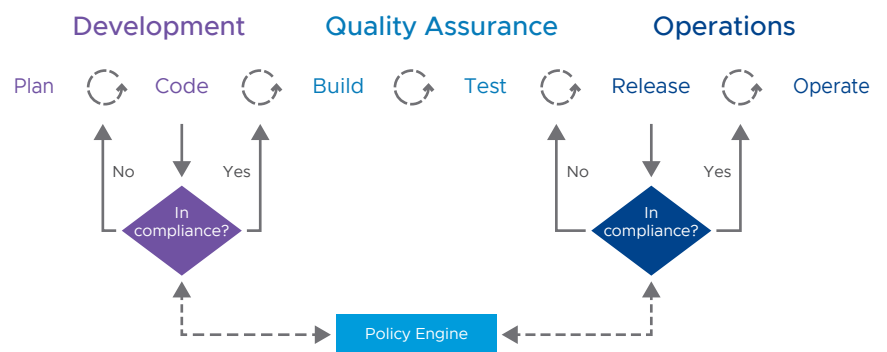 Development Quality Assurance Operations
Plan Code Build Test Release Operate
No Yes No Yes
In
compliance?
In
compliance?
Policy Engine